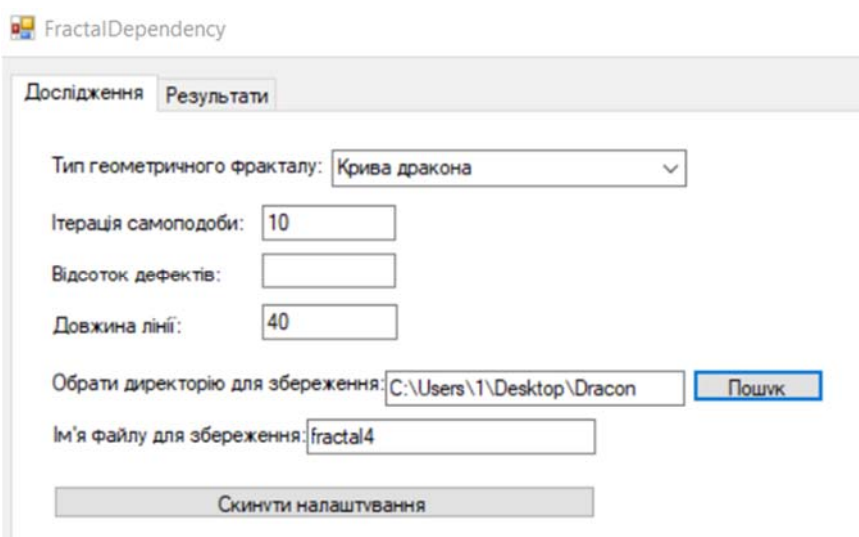 FractalDependency
Дослідження Результати
Тип геометричного фракталу: Крива дракона
Ітерація самоподоби: 10
Відсоток дефектів:
Довжина лінії: 40
Обрати директорію для збереження: C:\Users\1\Desktop\Dracon Пошук
Ім'я файлу для збереження: fractal4
Скинути налаштування